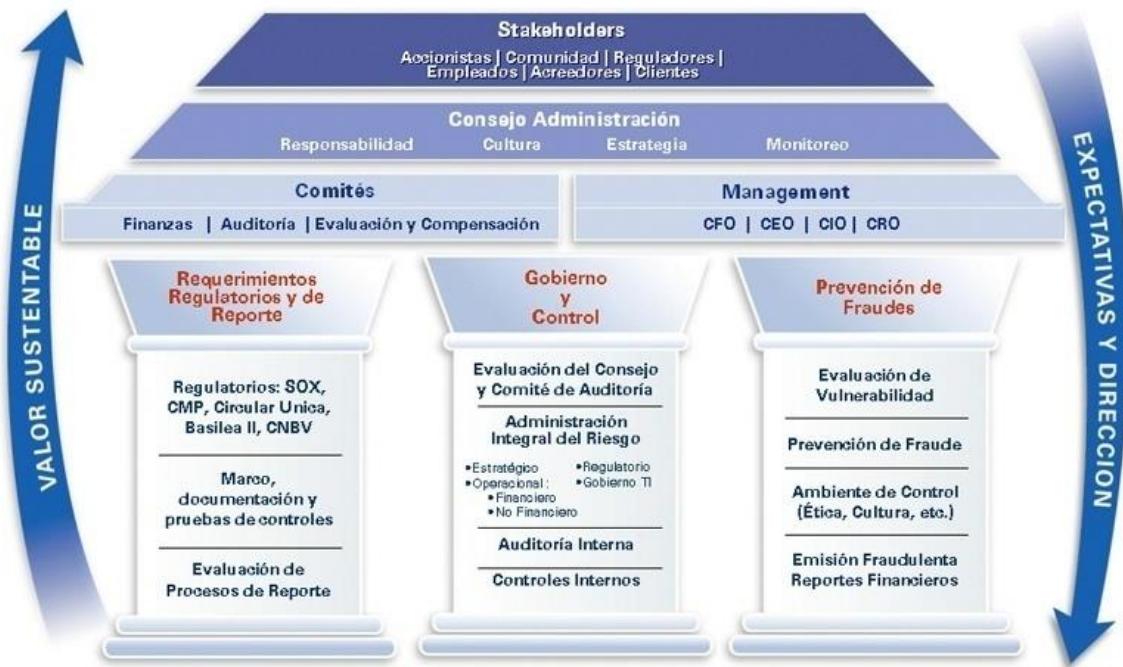 Stakeholders
Accionistas | Comunidad | Reguladores |
Empleados | Acreedores | Clientes
Consejo Administración
Responsabilidad Cultura Estrategia Monitoreo
Comités
Finanzas | Auditoría | Evaluación y Compensación
Management
CFO | CEO | CIO | CRO
VALOR SUSTENTABLE
EXPECTATIVAS Y DIRECCION
Requerimientos
Regulatorios y de
Reporte
Regulatorios: SOX,
CMP, Circular Unica,
Basilea II, CNBV
Marco,
documentación y
pruebas de controles
Evaluación de
Procesos de Reporte
Gobierno
y
Control
Evaluación del Consejo
y Comité de Auditoría
Administración
Integral del Riesgo
•Estratégico •Regulatorio
•Operacional: •Gobierno TI
•Financiero
•No Financiero
Auditoría Interna
Controles Internos
Prevención de
Fraudes
Evaluación de
Vulnerabilidad
Prevención de Fraude
Ambiente de Control
(Ética, Cultura, etc.)
Emisión Fraudulenta
Reportes Financieros